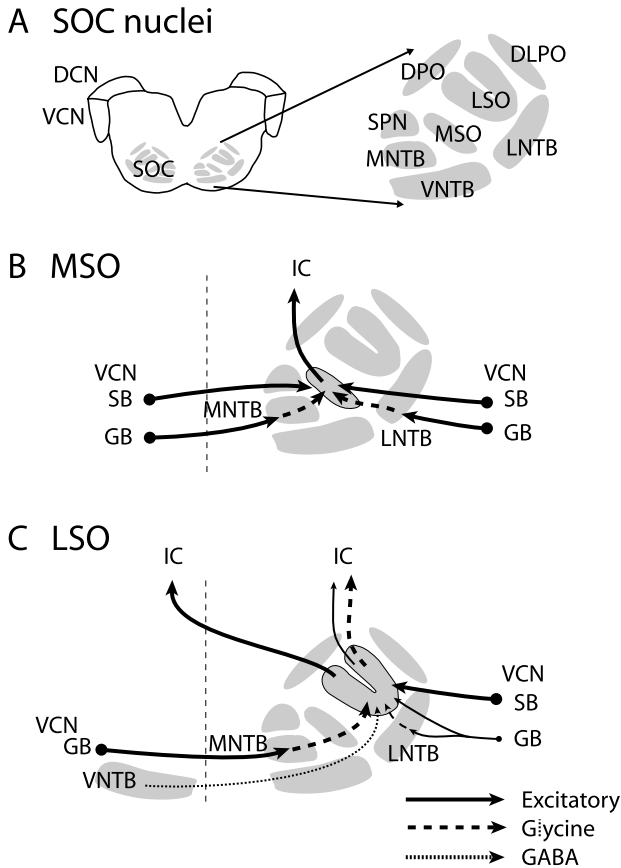 A SOC nuclei
DCN
VCN
SOC
DPO
DLPO
LSO
SPN
MSO
MNTB
LNTB
VNTB
B MSO
IC
VCN
SB
GB
MNTB
LNTB
VCN
SB
GB
C LSO
IC
IC
VCN
SB
GB
VCN
GB
MNTB
LNTB
VNTB
Excitatory
Glycine
GABA